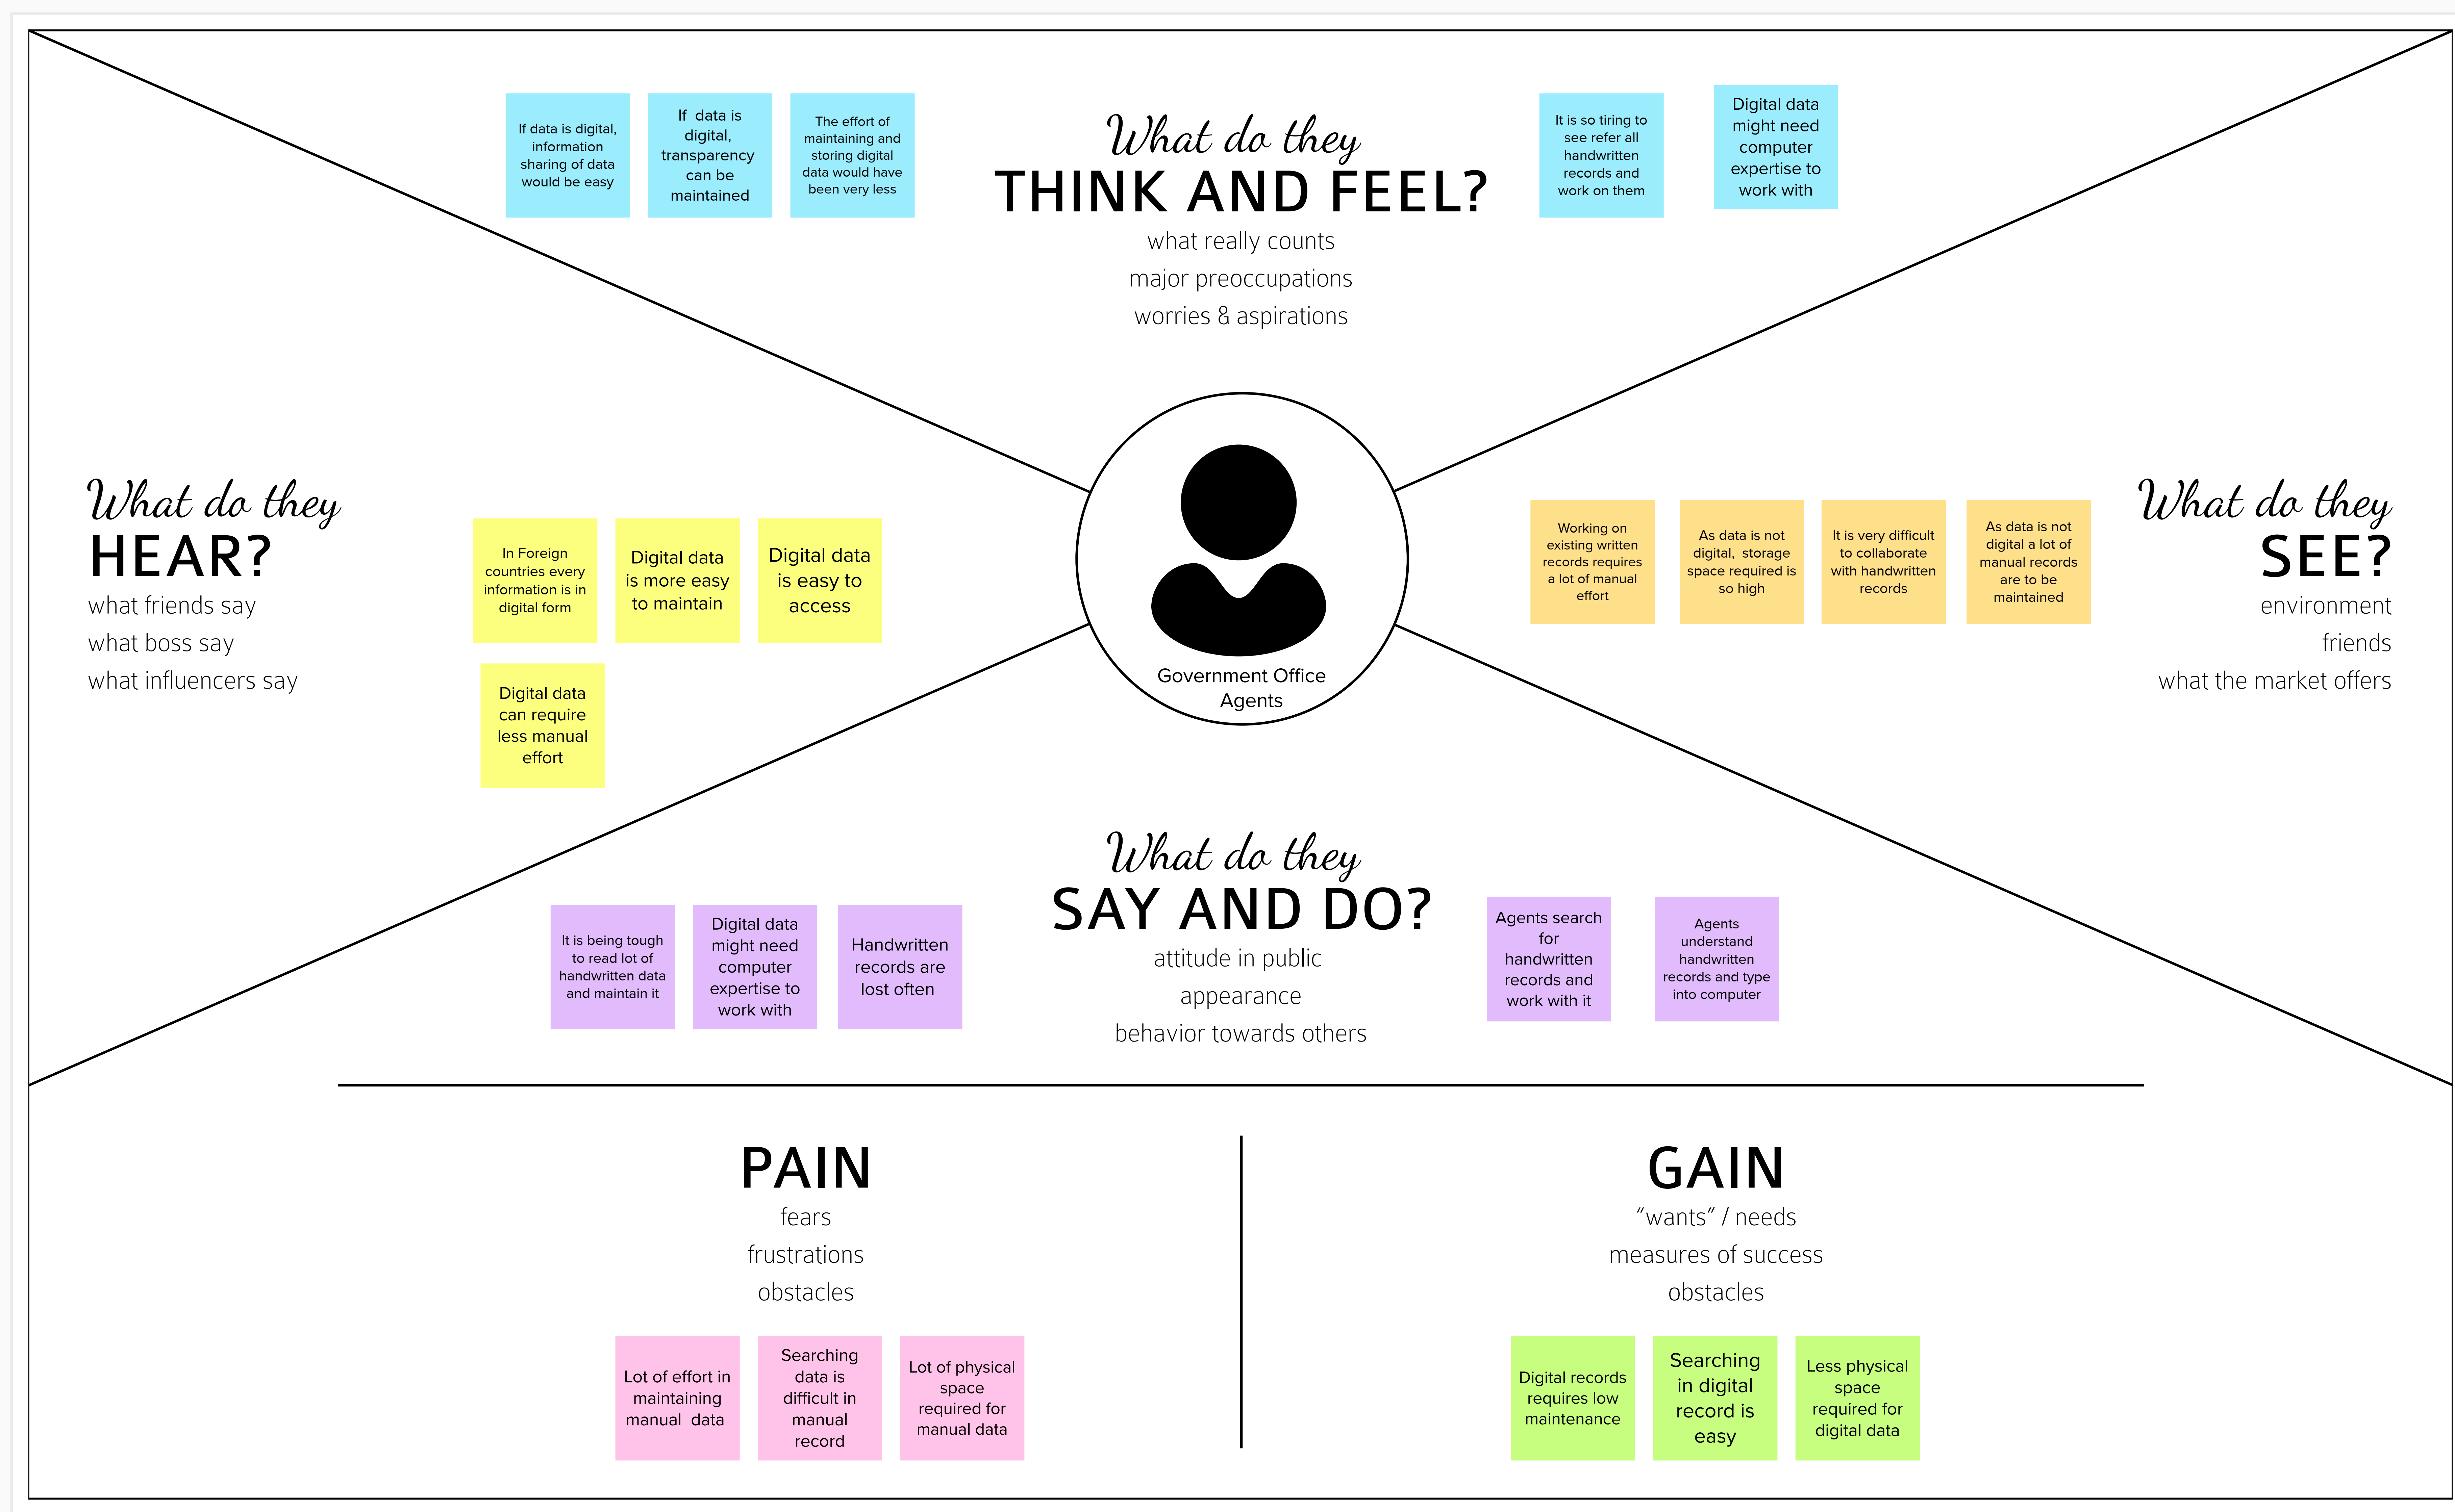 What do they
THINK AND FEEL?
what really counts
major preoccupations
worries & aspirations
If data is digital,
information
sharing of data
would be easy
If data is
digital,
transparency
can be
maintained
The effort of
maintaining and
storing digital
data would have
been very less
It is so tiring to
see refer all
handwritten
records and
work on them
Digital data
might need
computer
expertise to
work with
What do they
HEAR?
what friends say
what boss say
what influencers say
In Foreign
countries every
information is in
digital form
Digital data
is more easy
to maintain
Digital data
is easy to
access
Digital data
can require
less manual
effort
Government Office
Agents
Working on
existing written
records requires
a lot of manual
effort
As data is not
digital, storage
space required is
so high
It is very difficult
to collaborate
with handwritten
records
As data is not
digital a lot of
manual records
are to be
maintained
What do they
SEE?
environment
friends
what the market offers
What do they
SAY AND DO?
attitude in public
appearance
behavior towards others
It is being tough
to read lot of
handwritten data
and maintain it
Digital data
might need
computer
expertise to
work with
Handwritten
records are
lost often
Agents search
for
handwritten
records and
work with it
Agents
understand
handwritten
records and type
into computer
PAIN
fears
frustrations
obstacles
Lot of effort in
maintaining
manual data
Searching
data is
difficult in
manual
record
Lot of physical
space
required for
manual data
GAIN
“wants” / needs
measures of success
obstacles
Digital records
requires low
maintenance
Searching
in digital
record is
easy
Less physical
space
required for
digital data